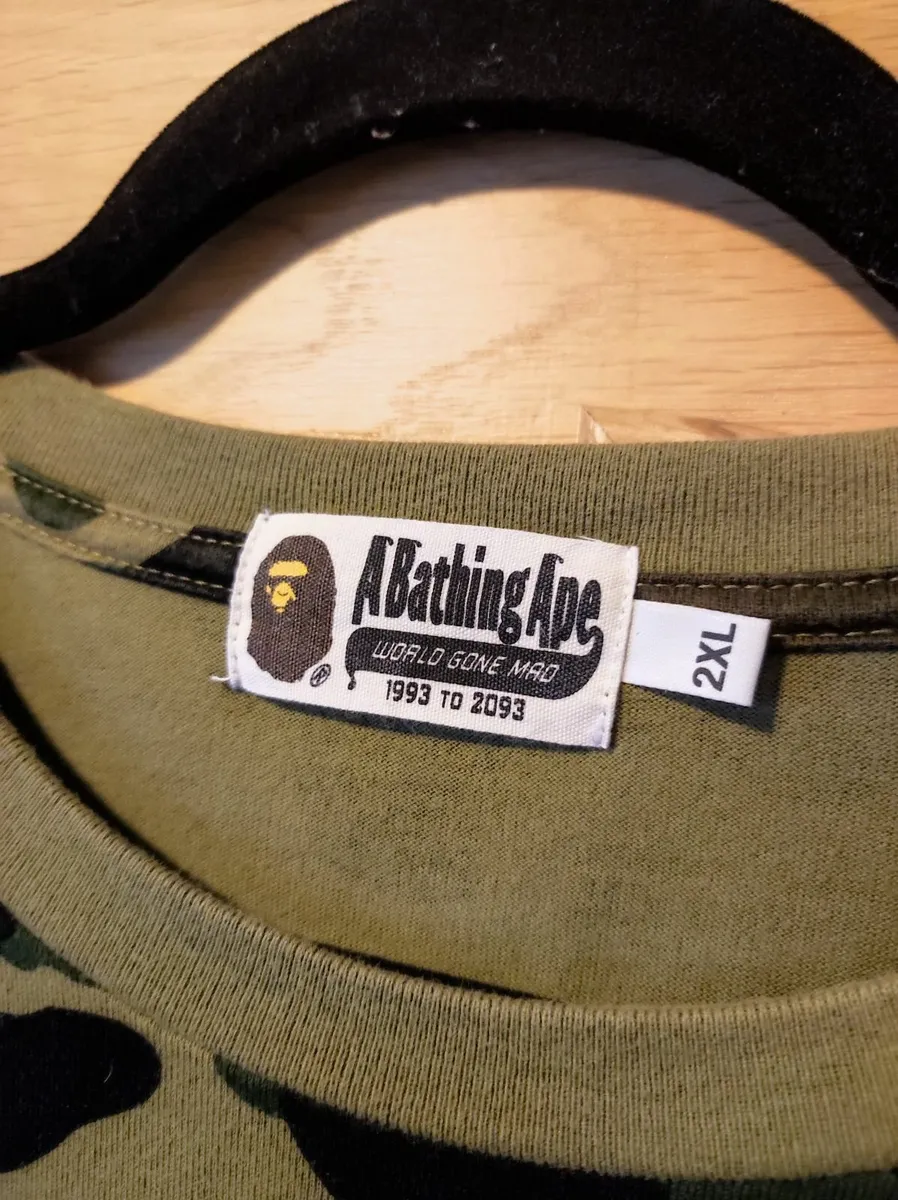 A Bathing Ape
WORLD GONE MAD
1993 TO 2093
2XL